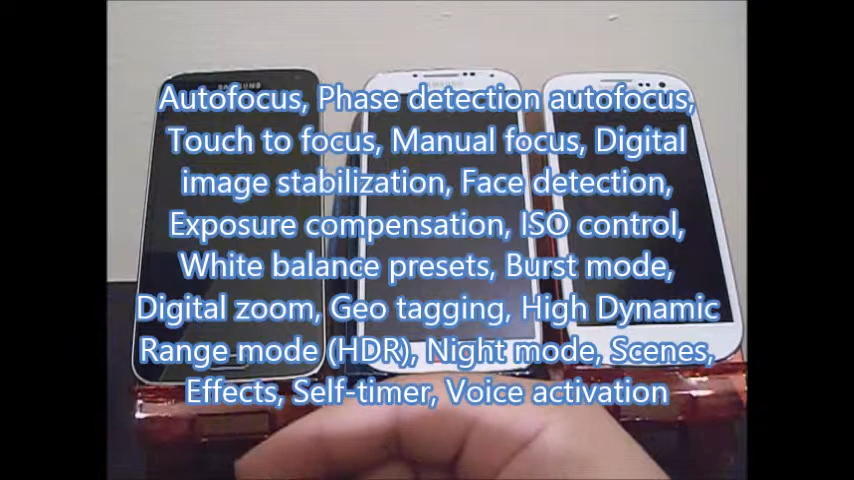 SAMSUNG
Autofocus, Phase detection autofocus,
Touch to focus, Manual focus, Digital
image stabilization, Face detection,
Exposure compensation, ISO control,
White balance presets, Burst mode,
Digital zoom, Geo tagging, High Dynamic
Range mode (HDR), Night mode, Scenes,
Effects, Self-timer, Voice activation